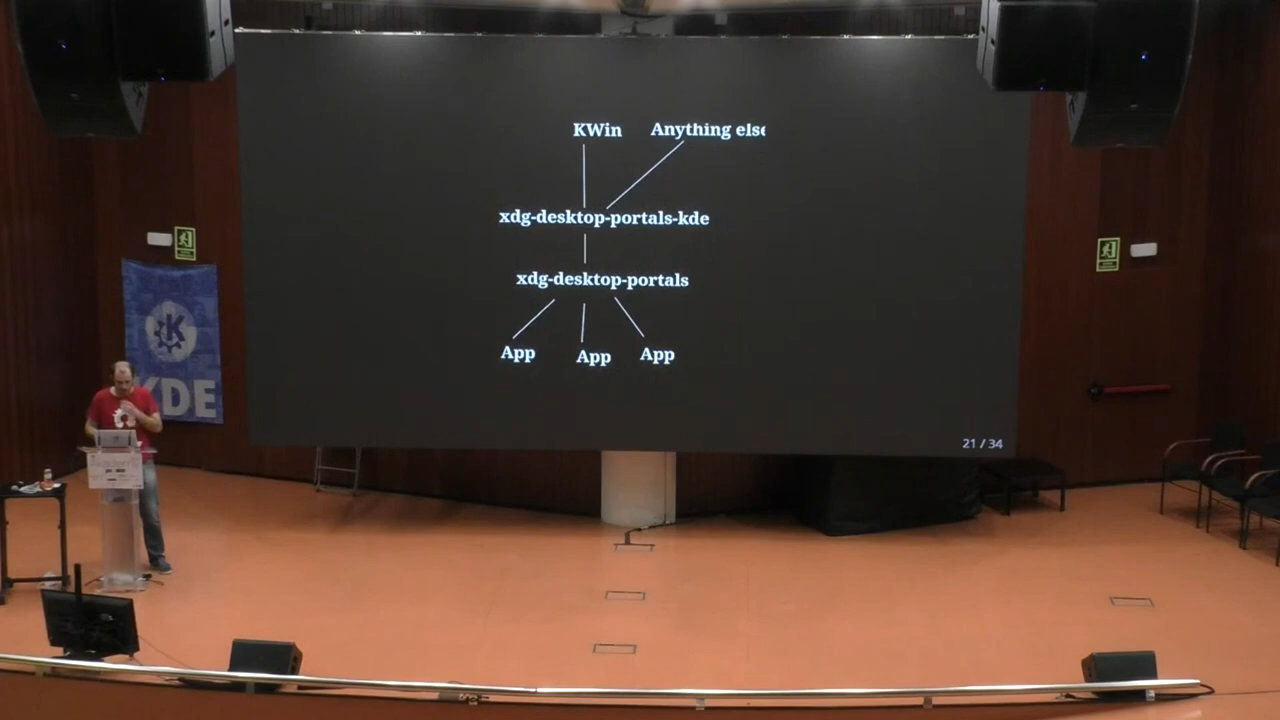 KWin
Anything else
xdg-desktop-portals-kde
xdg-desktop-portals
App
App
App
21 / 34
K
KDE